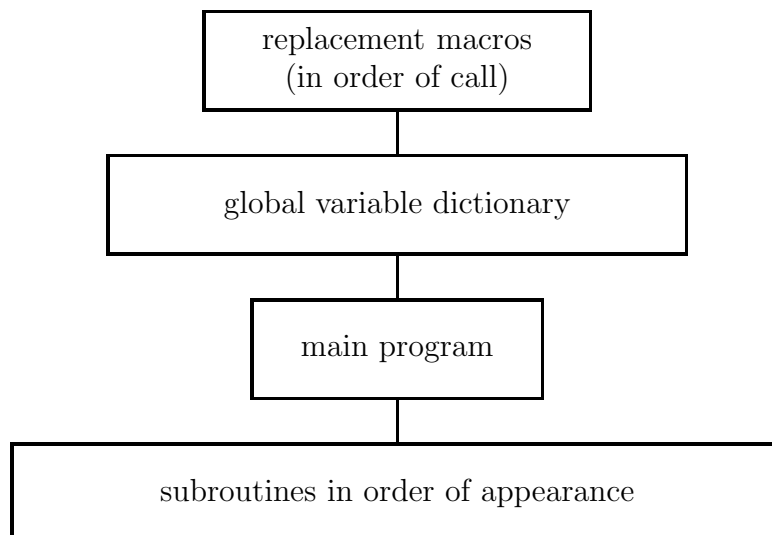 replacement macros
(in order of call)
global variable dictionary
main program
subroutines in order of appearance